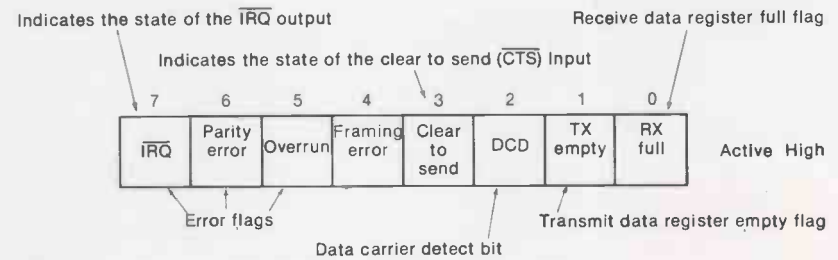 Indicates the state of the IRQ output
Receive data register full flag
Indicates the state of the clear to send (CTS) Input
7 6 5 4 3 2 1 0
IRQ
Parity error
Overrun
Framing error
Clear to send
DCD
TX empty
RX full
Active High
Error flags
Transmit data register empty flag
Data carrier detect bit